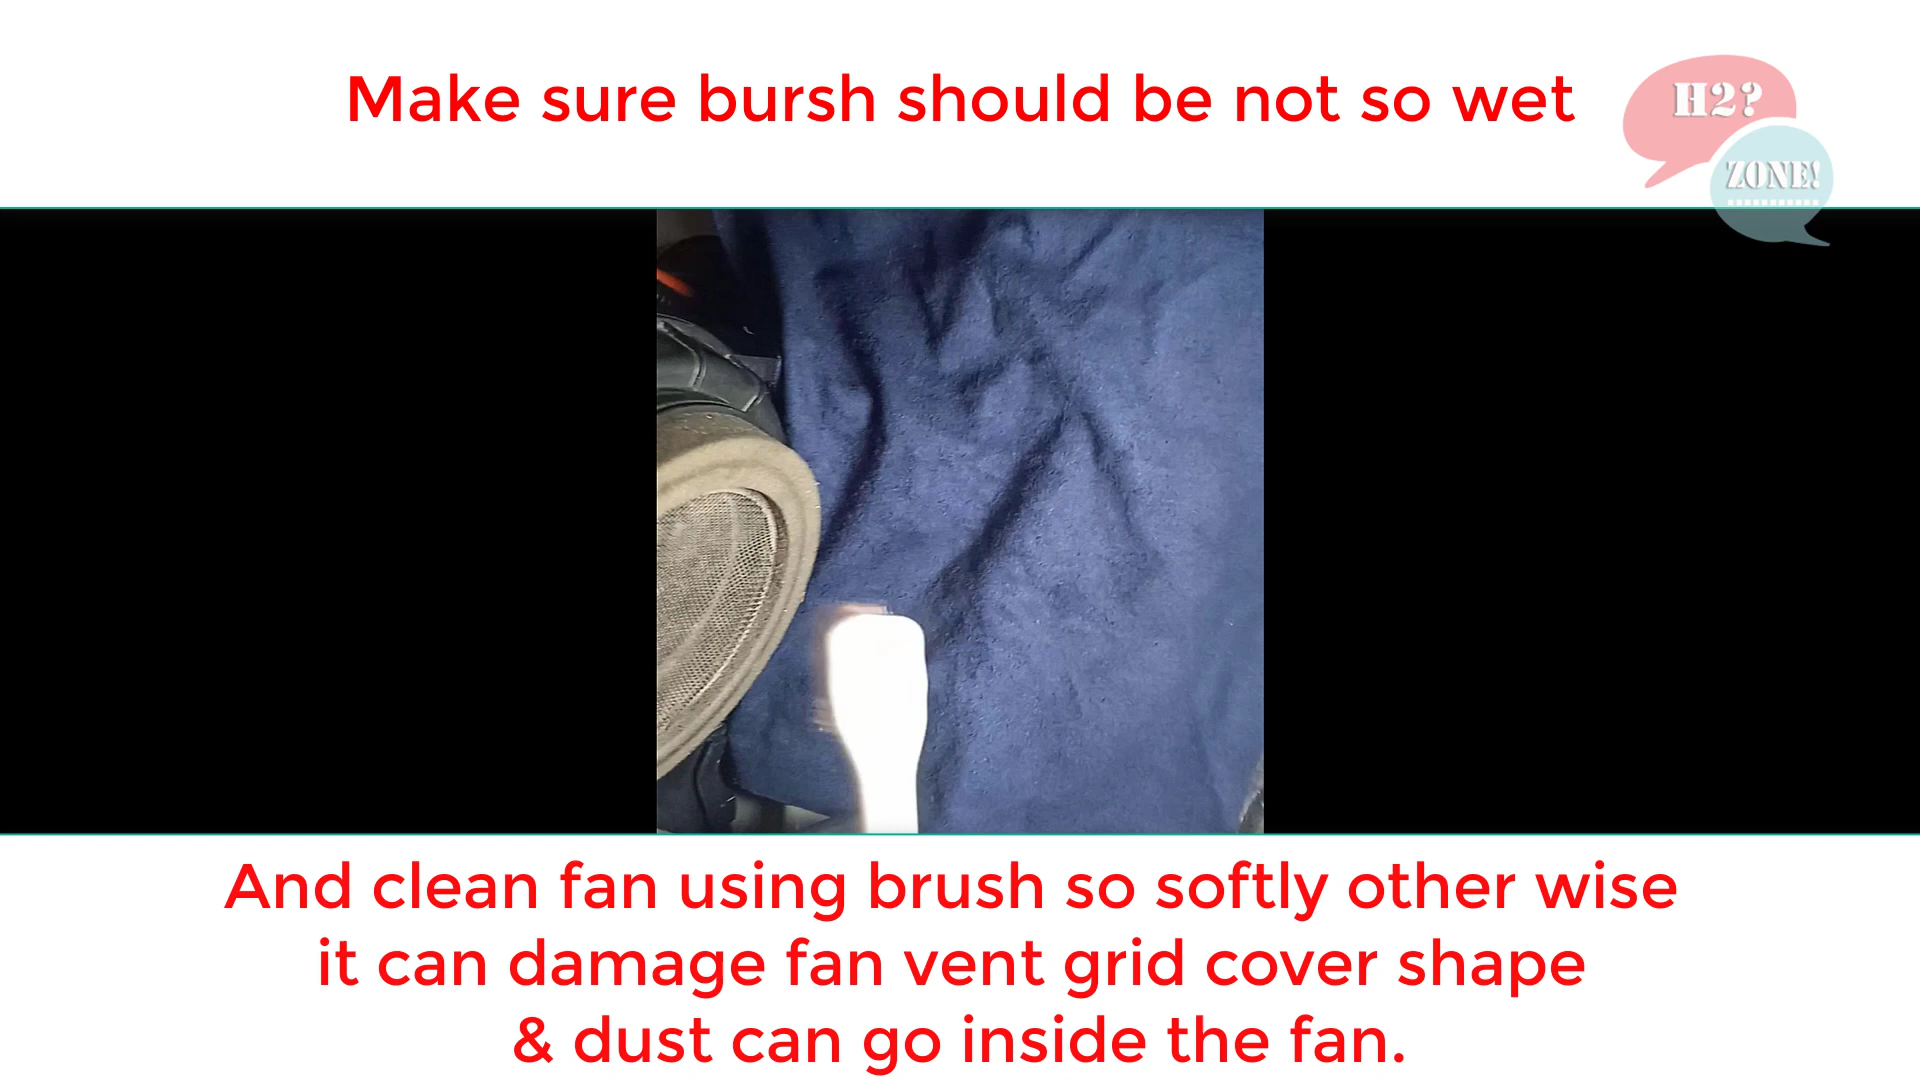 Make sure bursh should be not so wet
H2?
ZONE!
And clean fan using brush so softly other wise
it can damage fan vent grid cover shape
& dust can go inside the fan.